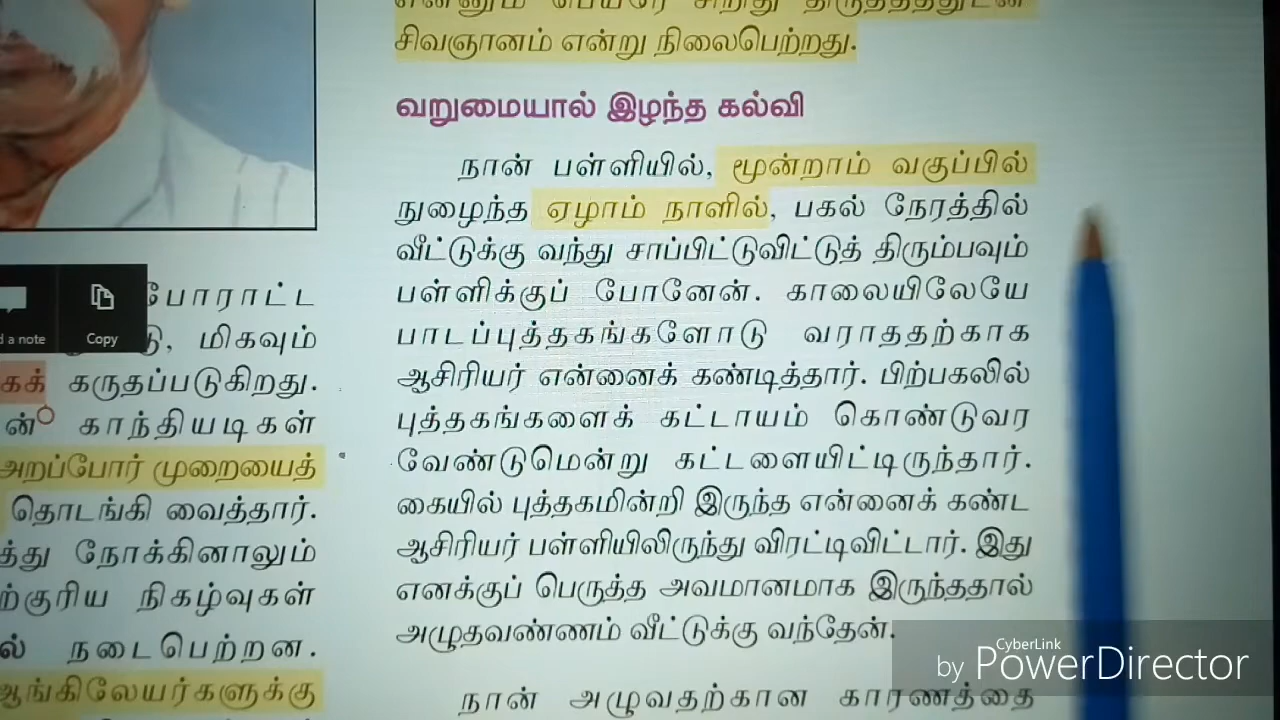 சிவஞானம் என்று நிலைபெற்றது.
வறுமையால் இழந்த கல்வி
நான் பள்ளியில், மூன்றாம் வகுப்பில்
நுழைந்த ஏழாம் நாளில், பகல் நேரத்தில்
வீட்டுக்கு வந்து சாப்பிட்டுவிட்டுத் திரும்பவும்
பள்ளிக்குப் போனேன். காலையிலேயே
பாடப்புத்தகங்களோடு வராததற்காக
ஆசிரியர் என்னைக் கண்டித்தார். பிற்பகலில்
புத்தகங்களைக் கட்டாயம் கொண்டுவர
வேண்டுமென்று கட்டளையிட்டிருந்தார்.
கையில் புத்தகமின்றி இருந்த என்னைக் கண்ட
ஆசிரியர் பள்ளியிலிருந்து விரட்டிவிட்டார். இது
எனக்குப் பெருத்த அவமானமாக இருந்ததால்
அழுதவண்ணம் வீட்டுக்கு வந்தேன்.
நான் அழுவதற்கான காரணத்தை
போராட்ட
மிகவும்
கருதப்படுகிறது.
காந்தியடிகள்
அறப்போர் முறையைத்
தொடங்கி வைத்தார்.
நோக்கினாலும்
நிகழ்வுகள்
நடைபெற்றன.
ஆங்கிலேயர்களுக்கு
a note
Copy
CyberLink
by PowerDirector